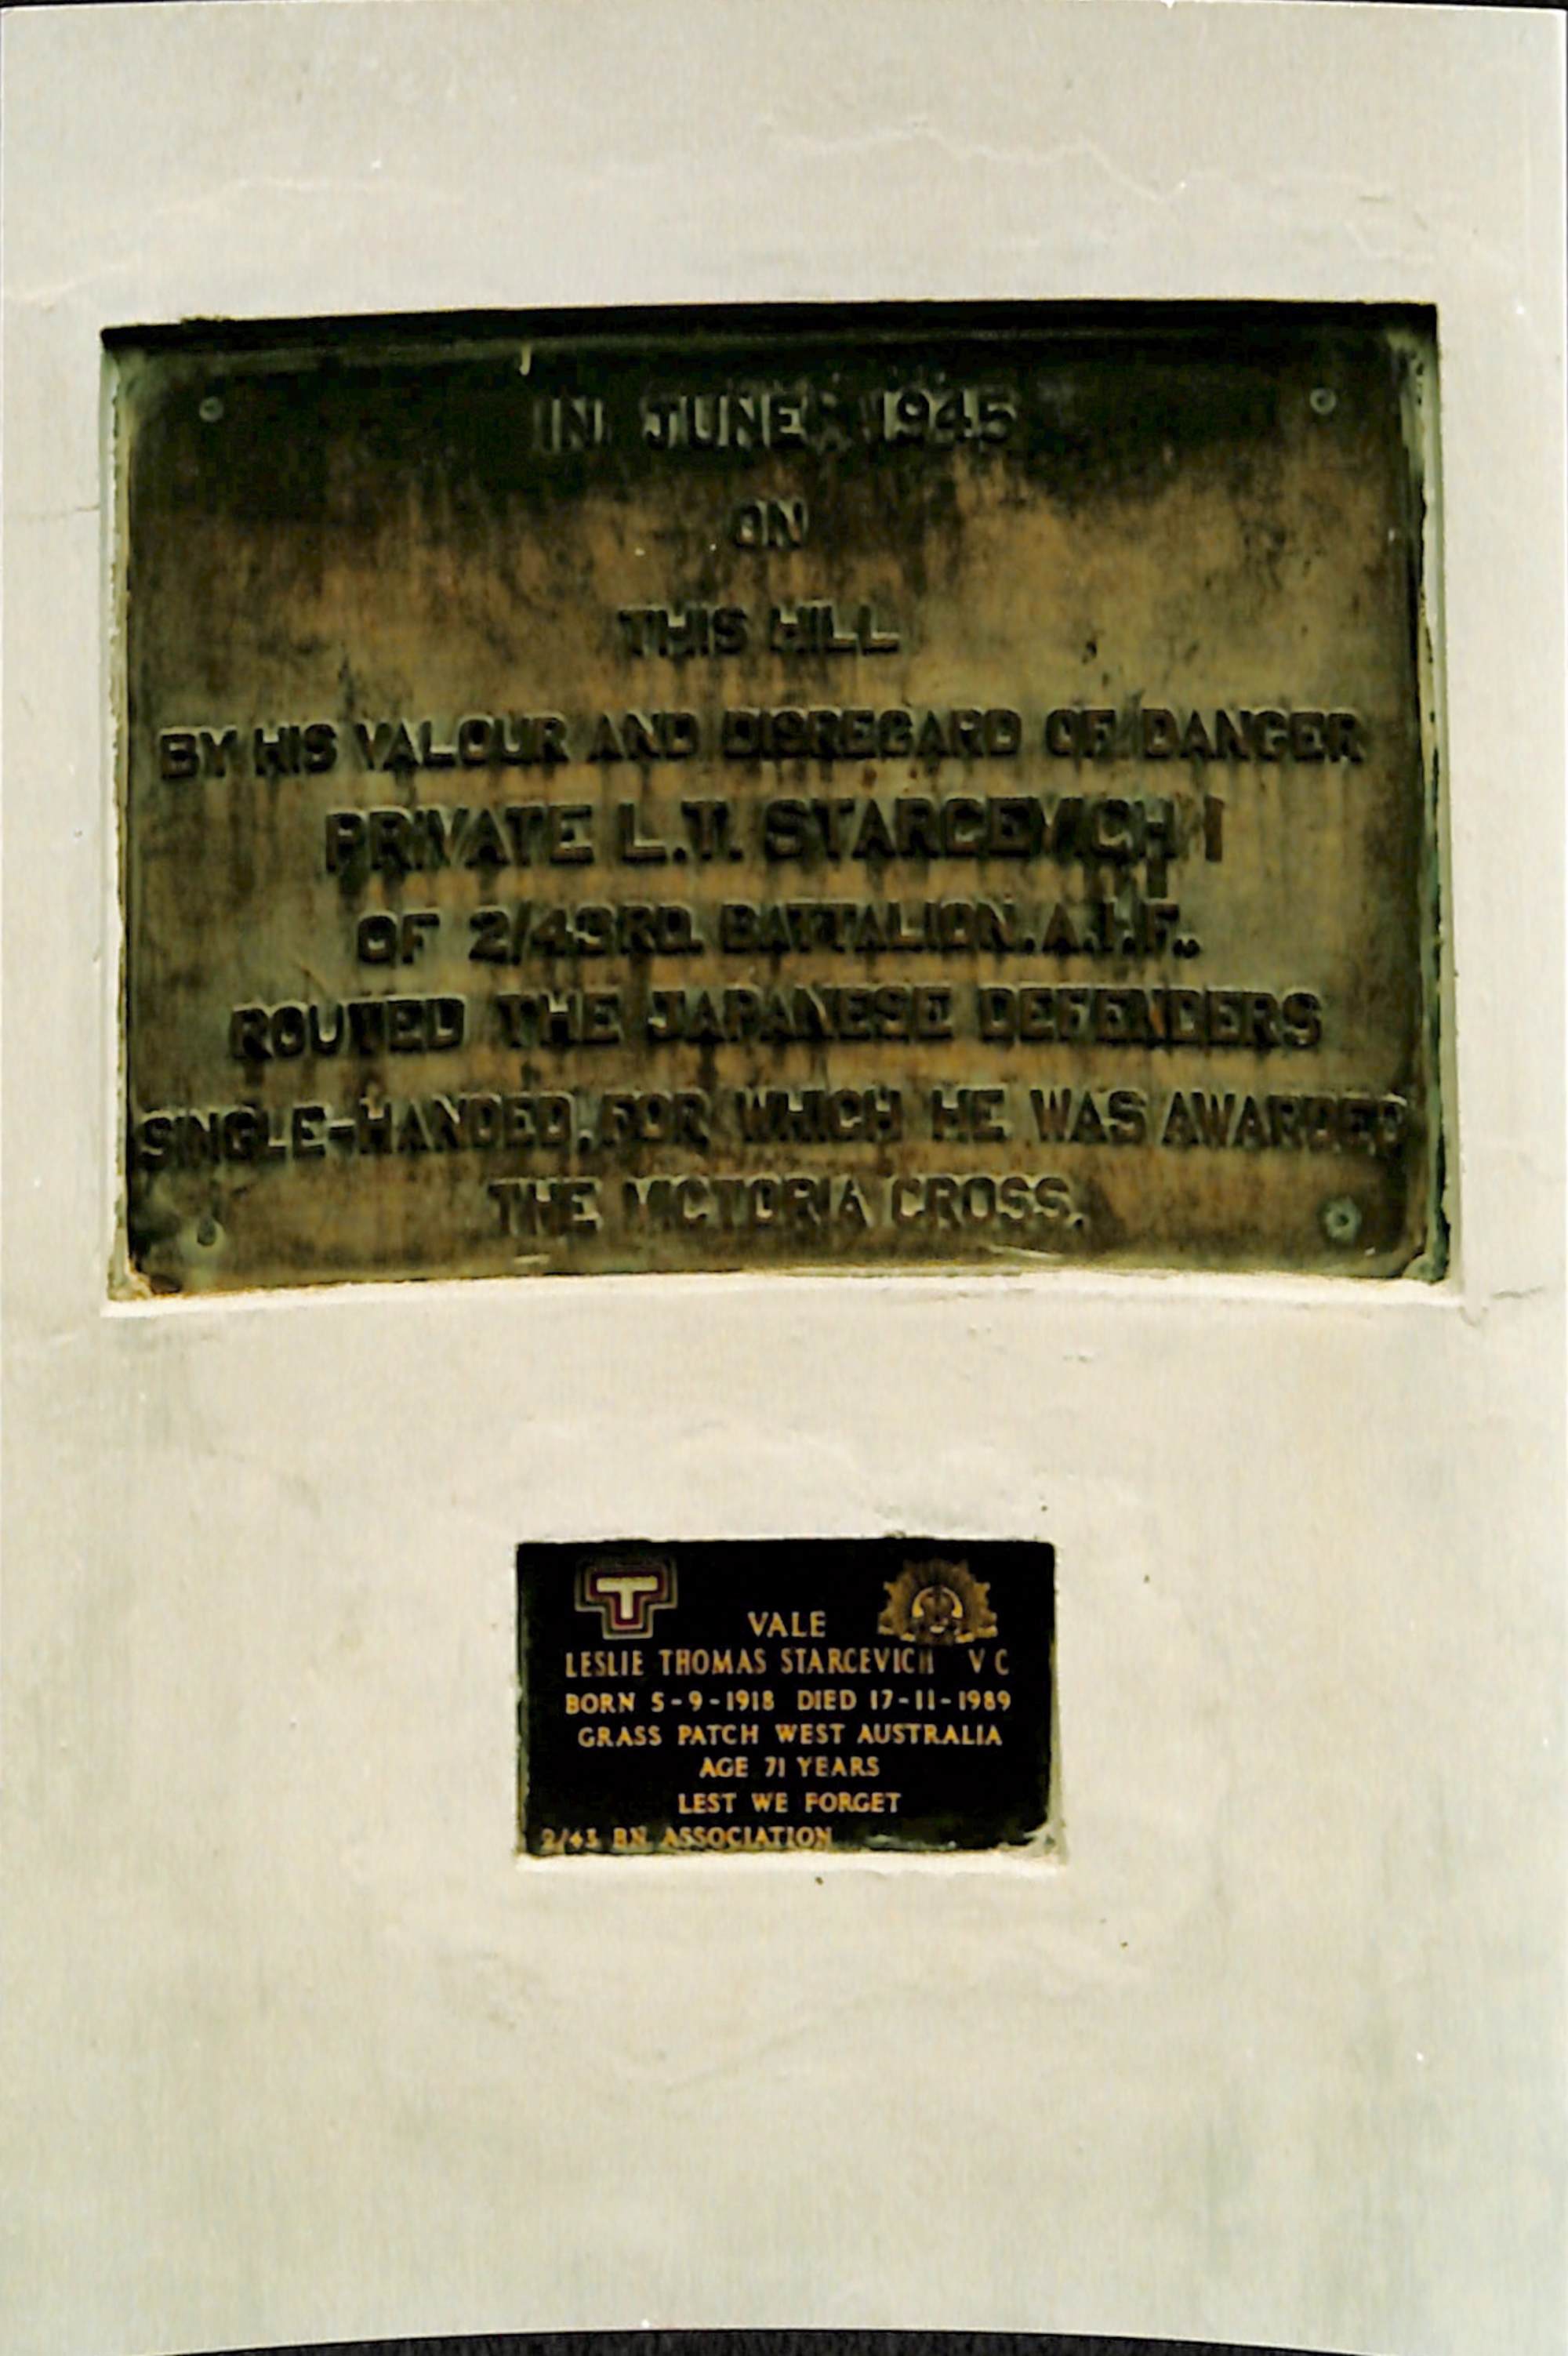 IN JUNE, 1945
ON
THIS HILL
BY HIS VALOUR AND DISREGARD OF DANGER
PRIVATE L.T. STARCEVICH
OF 2/43RD. BATTALION. A.I.F.,
ROUTED THE JAPANESE DEFENDERS
SINGLE-HANDED, FOR WHICH HE WAS AWARDED
THE VICTORIA CROSS.
T
VALE
LESLIE THOMAS STARCEVICH V C
BORN 5-9-1918 DIED 17-11-1989
GRASS PATCH WEST AUSTRALIA
AGE 71 YEARS
LEST WE FORGET
2/43 BN ASSOCIATION